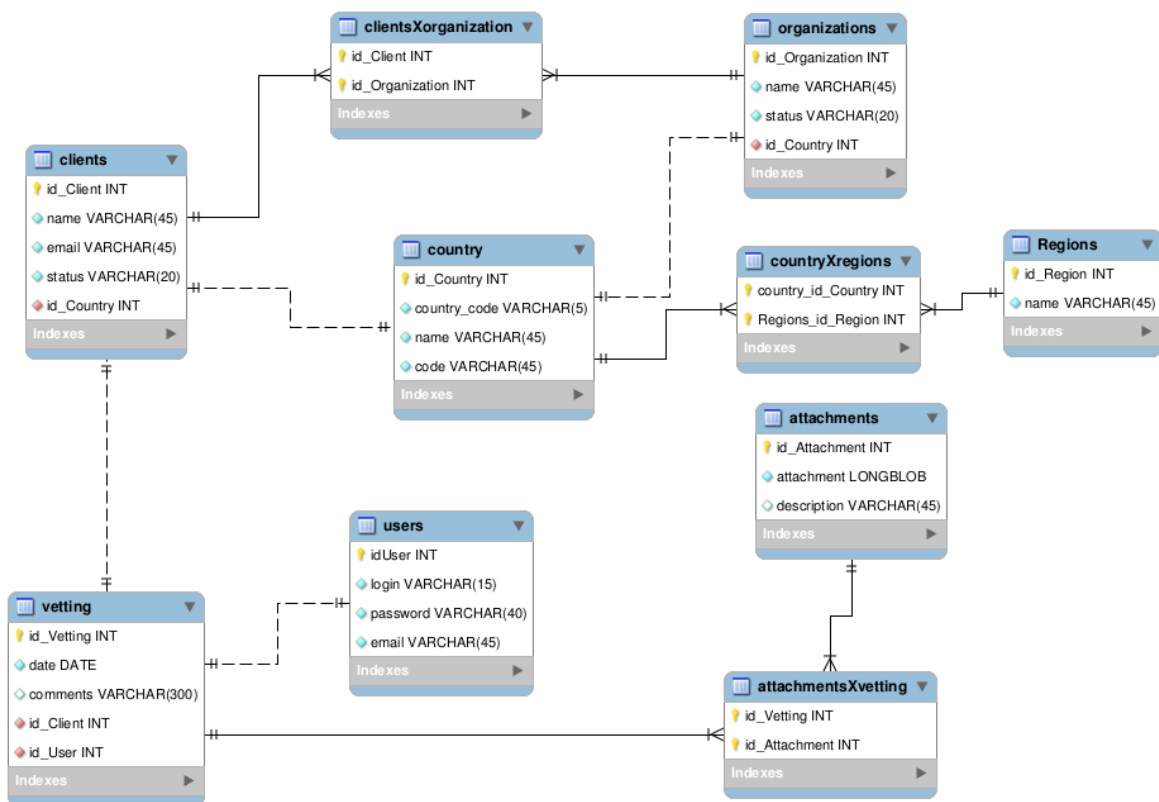 clientsXorganization
id_Client INT
id_Organization INT
Indexes
organizations
id_Organization INT
name VARCHAR(45)
status VARCHAR(20)
id_Country INT
Indexes
clients
id_Client INT
name VARCHAR(45)
email VARCHAR(45)
status VARCHAR(20)
id_Country INT
Indexes
country
id_Country INT
country_code VARCHAR(5)
name VARCHAR(45)
code VARCHAR(45)
Indexes
countryXregions
country_id_Country INT
Regions_id_Region INT
Indexes
Regions
id_Region INT
name VARCHAR(45)
Indexes
attachments
id_Attachment INT
attachment LONGBLOB
description VARCHAR(45)
Indexes
users
idUser INT
login VARCHAR(15)
password VARCHAR(40)
email VARCHAR(45)
Indexes
vetting
id_Vetting INT
date DATE
comments VARCHAR(300)
id_Client INT
id_User INT
Indexes
attachmentsXvetting
id_Vetting INT
id_Attachment INT
Indexes